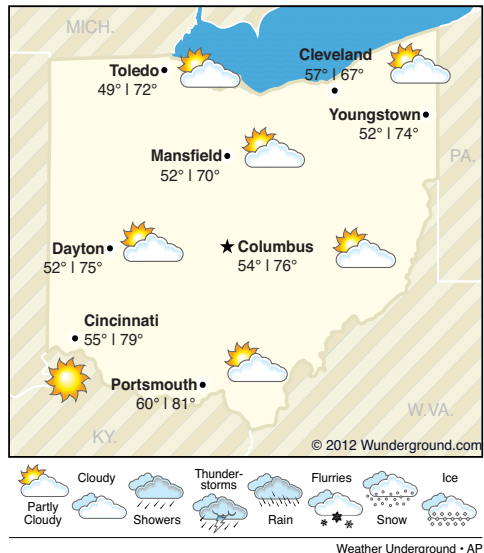 MICH.
Cleveland
57° | 67°
Toledo
49° | 72°
Youngstown
52° | 74°
Mansfield
52° | 70°
PA.
Dayton
52° | 75°
Columbus
54° | 76°
Cincinnati
55° | 79°
Portsmouth
60° | 81°
W.VA.
KY.
© 2012 Wunderground.com
Partly
Cloudy
Cloudy
Showers
Thunder-
storms
Rain
Flurries
Snow
Ice
Weather Underground • AP